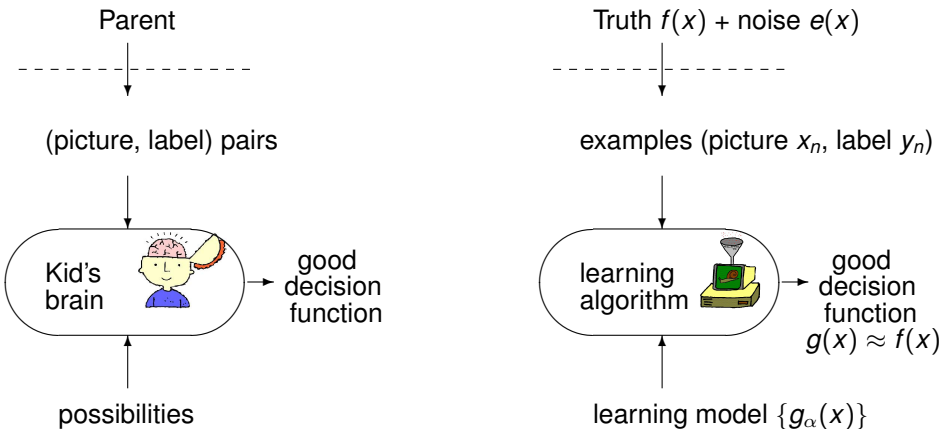 Parent
(picture, label) pairs
Kid's
brain
good
decision
function
possibilities
Truth f(x) + noise e(x)
examples (picture xₙ, label yₙ)
learning
algorithm
good
decision
function
g(x) ≈ f(x)
learning model {gα(x)}